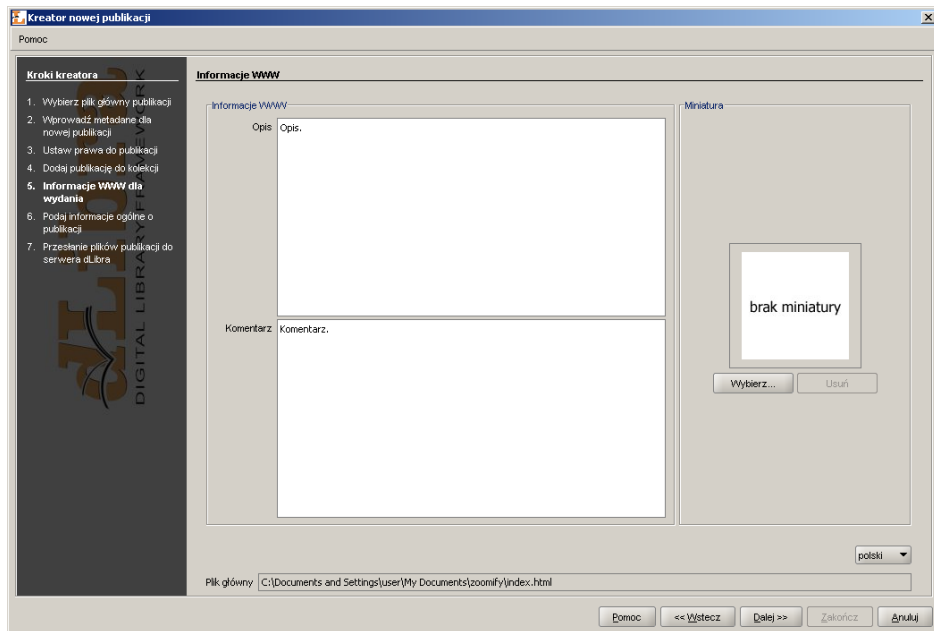 Kreator nowej publikacji
Pomoc
Kroki kreatora
1. Wybierz plik główny publikacji
2. Wprowadź metadane dla
nowej publikacji
3. Ustaw prawa do publikacji
4. Dodaj publikację do kolekcji
5. Informacje WWW dla
wydania
6. Podaj informacje ogólne o
publikacji
7. Przesłanie plików publikacji do
serwera dLibra
dLibra
DIGITAL LIBRARY FRAMEWORK
Informacje WWW
Informacje WWW
Opis Opis.
Komentarz Komentarz.
Miniatura
brak miniatury
Wybierz... Usuń
polski
Plik główny C:\Documents and Settings\user\My Documents\zoomify\index.html
Pomoc << Wstecz Dalej >> Zakończ Anuluj